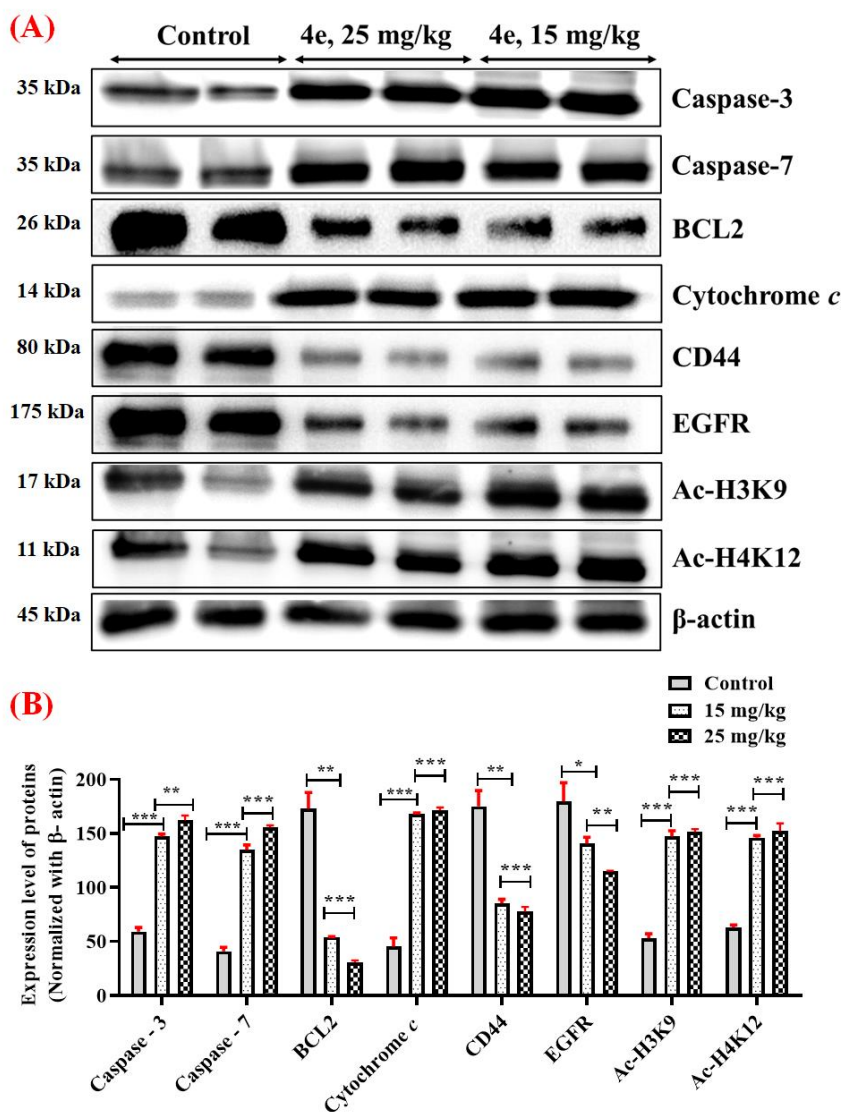 (A)
Control 4e, 25 mg/kg 4e, 15 mg/kg
35 kDa Caspase-3
35 kDa Caspase-7
26 kDa BCL2
14 kDa Cytochrome c
80 kDa CD44
175 kDa EGFR
17 kDa Ac-H3K9
11 kDa Ac-H4K12
45 kDa β-actin
(B)
Control
15 mg/kg
25 mg/kg
Expression level of proteins
(Normalized with β- actin)
200
150
100
50
0
*** ** *** *** ** *** *** *** ** *** * ** *** *** *** ***
Caspase - 3 Caspase - 7 BCL2 Cytochrome c CD44 EGFR Ac-H3K9 Ac-H4K12